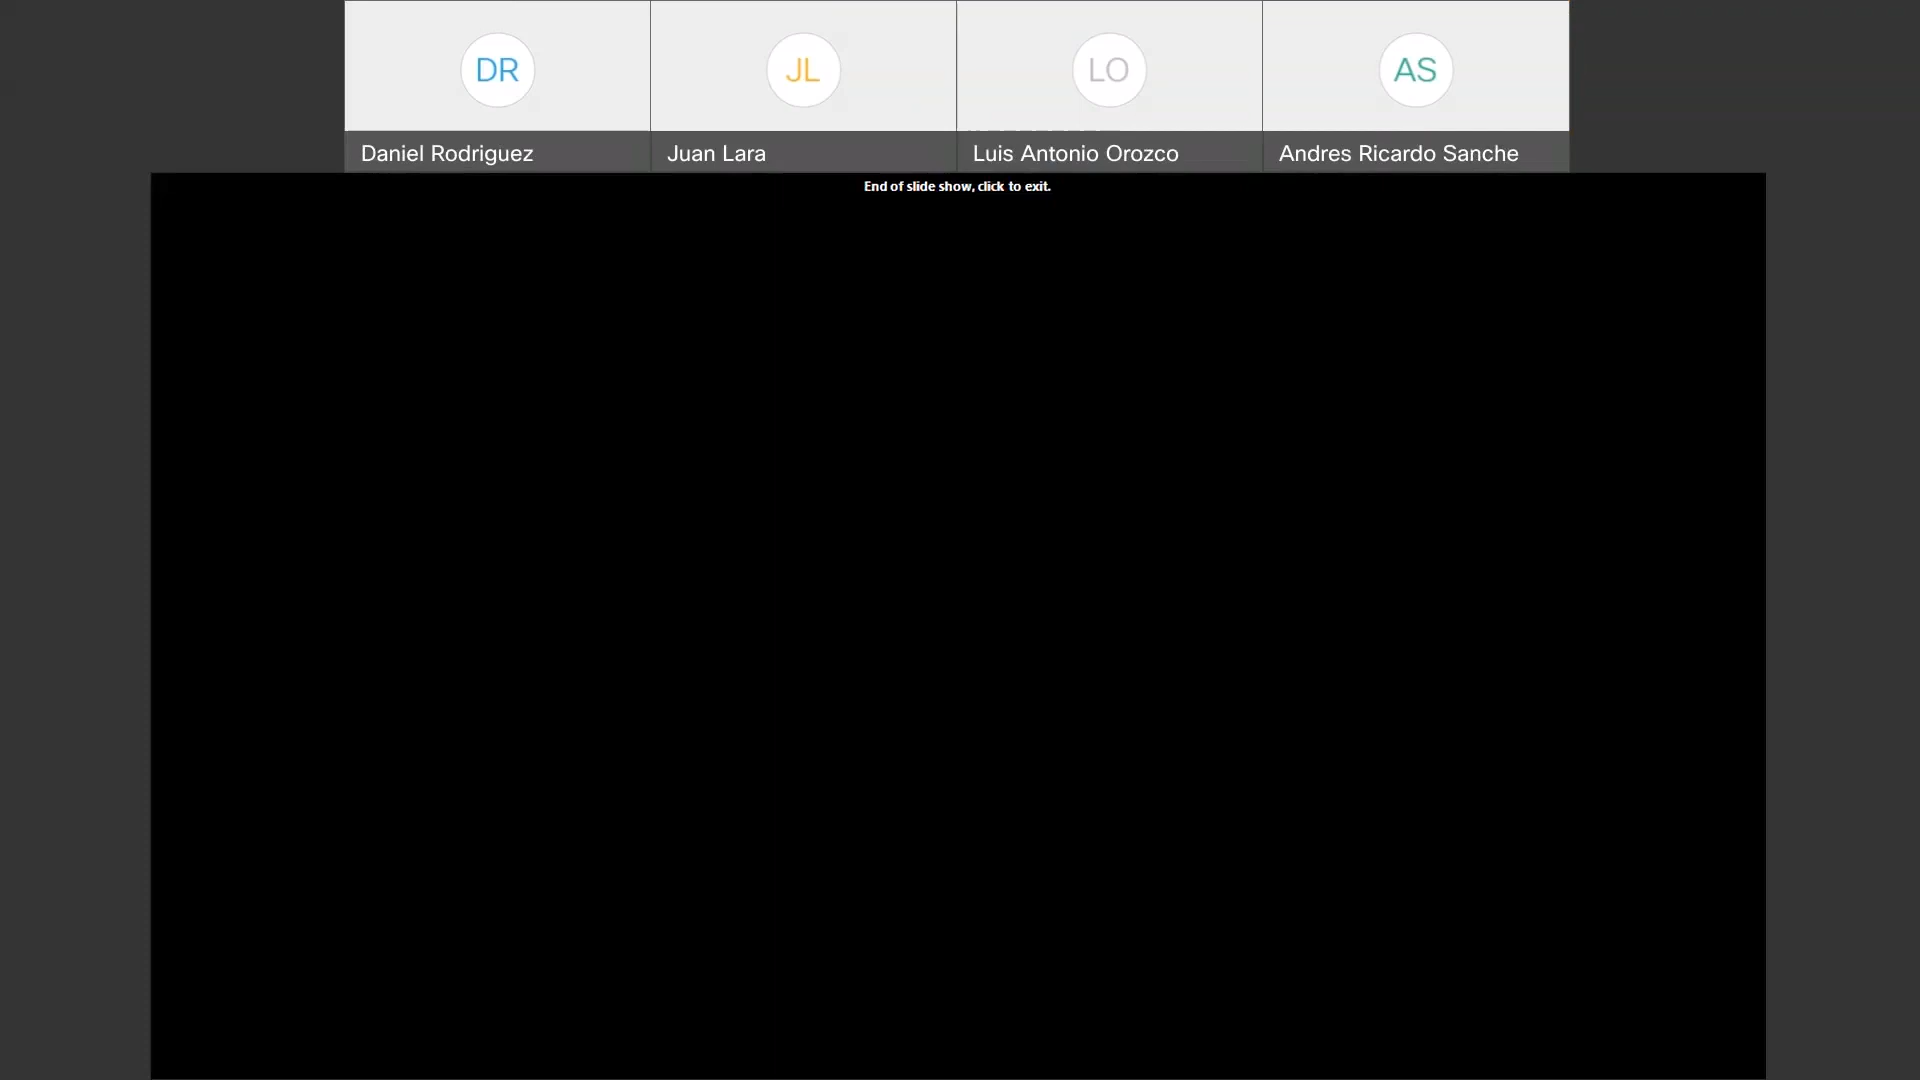 DR
JL
LO
AS
Daniel Rodriguez
Juan Lara
Luis Antonio Orozco
Andres Ricardo Sanche
End of slide show, click to exit.